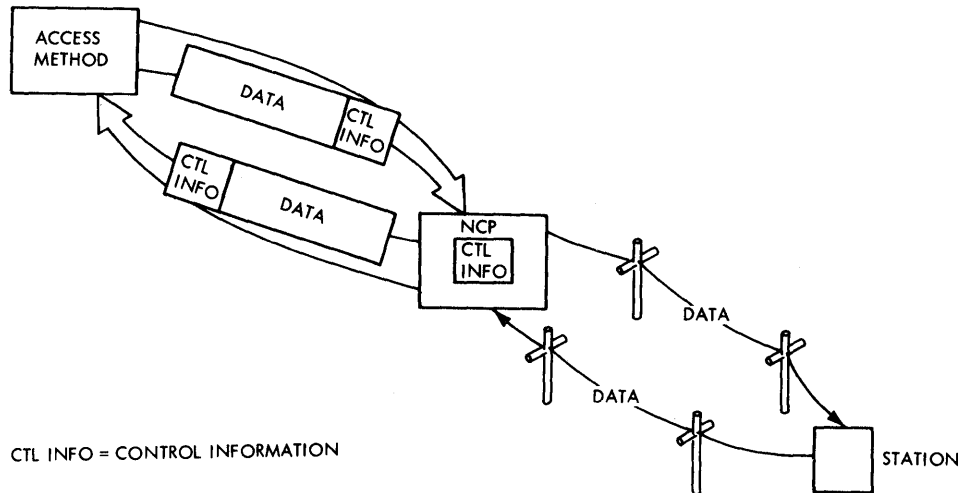 ACCESS
METHOD
DATA
CTL
INFO
CTL
INFO
DATA
NCP
CTL
INFO
DATA
DATA
CTL INFO = CONTROL INFORMATION
STATION